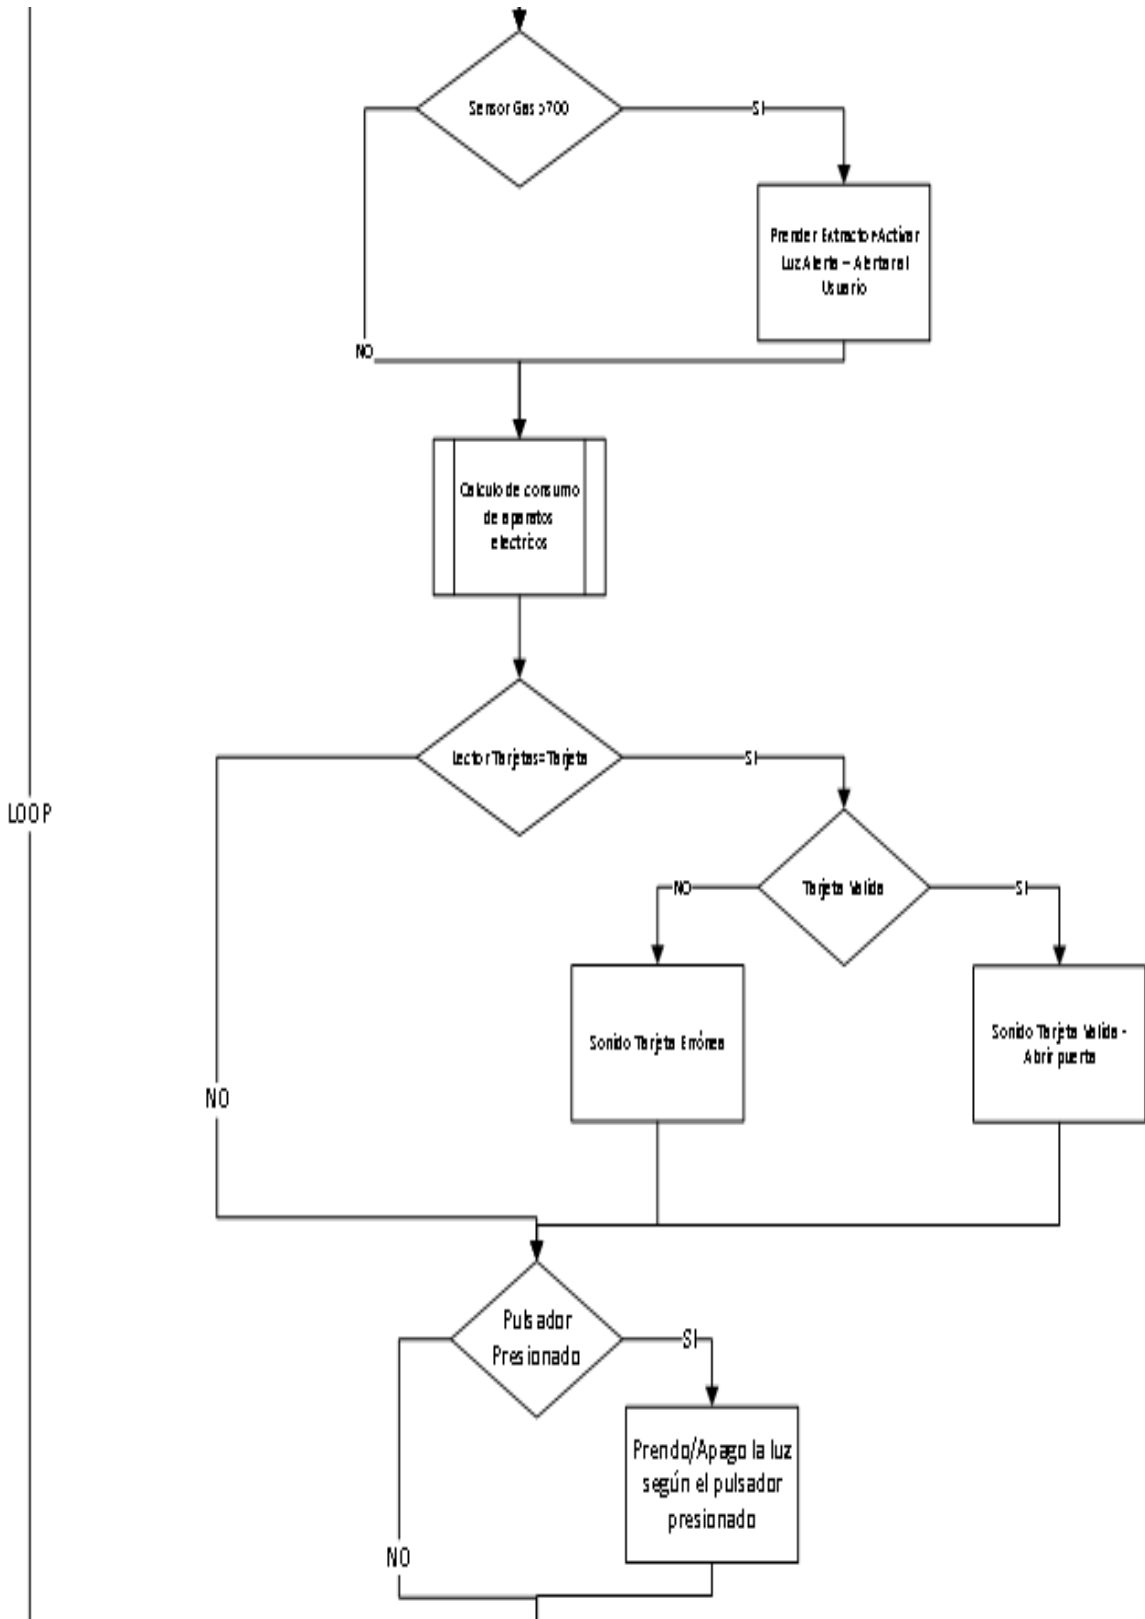 Sensor Gas >700
SI
Prender Extractor-Activar
Luz Alerta – Alertar al
Usuario
NO
Calculo de consumo
de aparatos
electricos
Lector Tarjetas=Tarjeta
SI
LOOP
Tarjeta Valida
NO
SI
Sonido Tarjeta Errónea
Sonido Tarjeta Valida -
Abrir puerta
NO
Pulsador
Presionado
SI
Prendo/Apago la luz
según el pulsador
presionado
NO